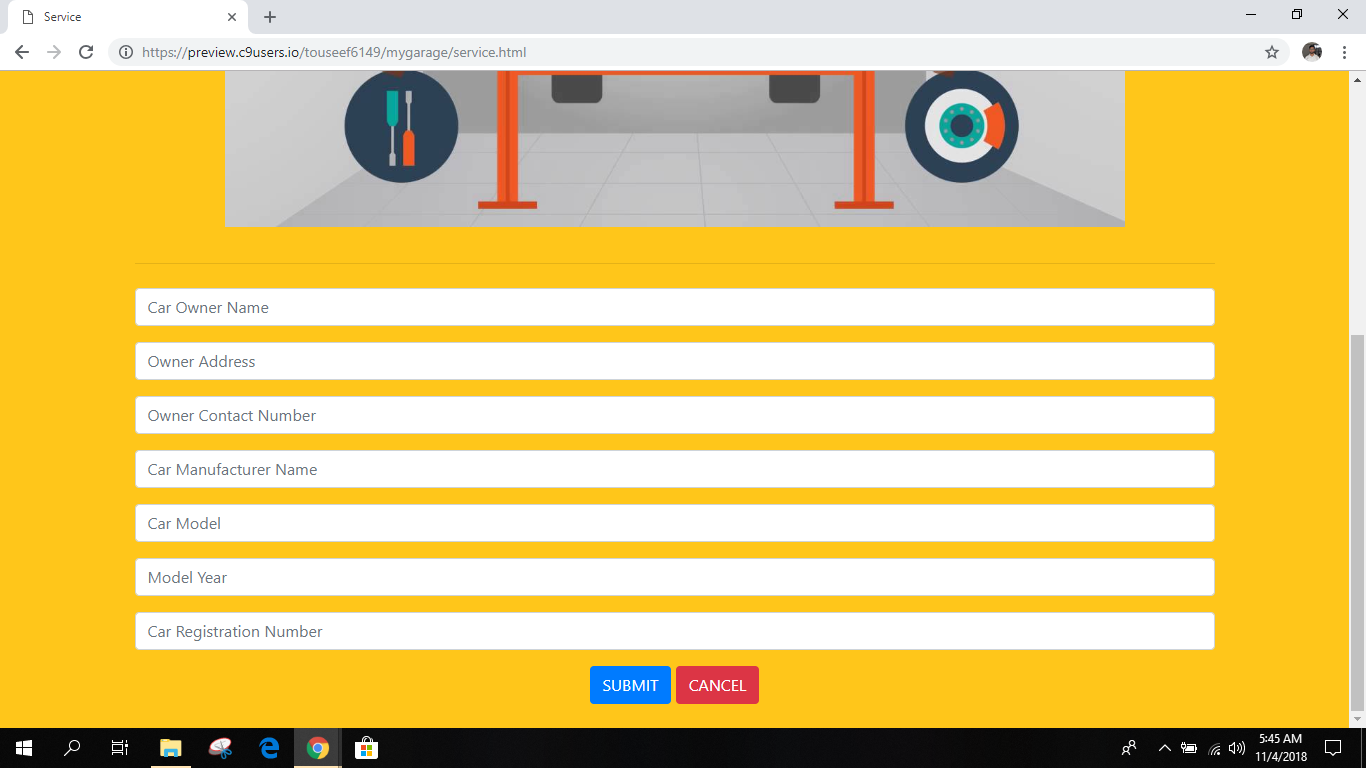 Service
https://preview.c9users.io/touseef6149/mygarage/service.html
Car Owner Name
Owner Address
Owner Contact Number
Car Manufacturer Name
Car Model
Model Year
Car Registration Number
SUBMIT CANCEL
5:45 AM
11/4/2018